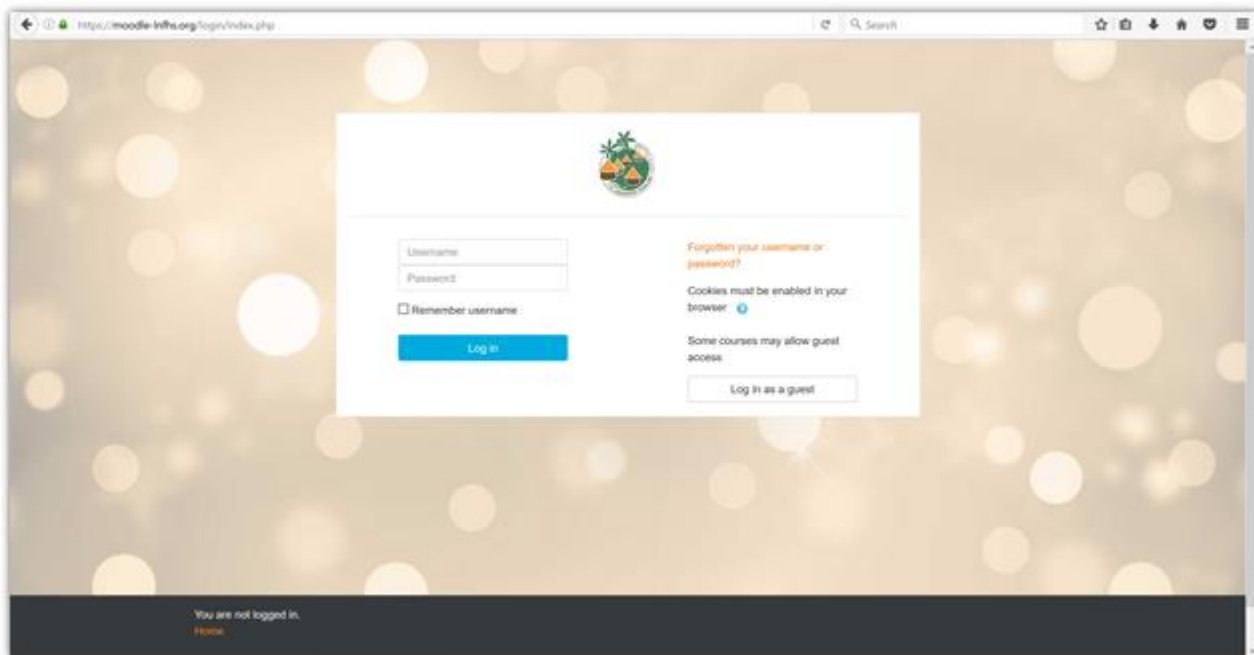 https://moodle-lnfhs.org/login/index.php
Search
Username
Password
Remember username
Log in
Forgotten your username or
password?
Cookies must be enabled in your
browser
Some courses may allow guest
access
Log in as a guest
You are not logged in.
Home